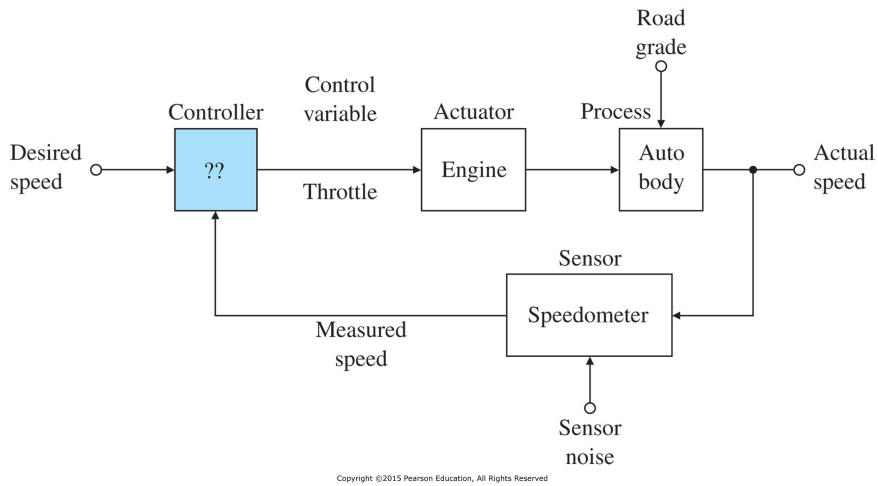 Road
grade
Control
variable
Controller
Actuator
Process
Desired
speed
??
Throttle
Engine
Auto
body
Actual
speed
Sensor
Speedometer
Measured
speed
Sensor
noise
Copyright ©2015 Pearson Education, All Rights Reserved